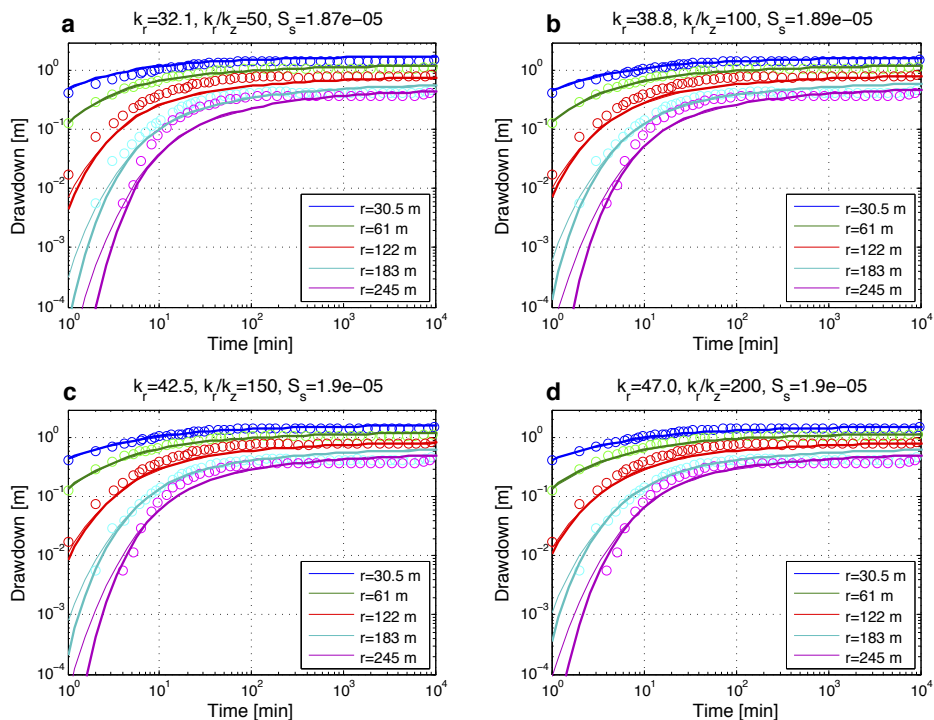 a k_r=32.1, k_r/k_z=50, S_s=1.87e-05
10^0
10^-1
10^-2
10^-3
10^-4
Drawdown [m]
r=30.5 m
r=61 m
r=122 m
r=183 m
r=245 m
10^0 10^1 10^2 10^3 10^4
Time [min]
b k_r=38.8, k_r/k_z=100, S_s=1.89e-05
10^0
10^-1
10^-2
10^-3
10^-4
Drawdown [m]
r=30.5 m
r=61 m
r=122 m
r=183 m
r=245 m
10^0 10^1 10^2 10^3 10^4
Time [min]
c k_r=42.5, k_r/k_z=150, S_s=1.9e-05
10^0
10^-1
10^-2
10^-3
10^-4
Drawdown [m]
r=30.5 m
r=61 m
r=122 m
r=183 m
r=245 m
10^0 10^1 10^2 10^3 10^4
Time [min]
d k_r=47.0, k_r/k_z=200, S_s=1.9e-05
10^0
10^-1
10^-2
10^-3
10^-4
Drawdown [m]
r=30.5 m
r=61 m
r=122 m
r=183 m
r=245 m
10^0 10^1 10^2 10^3 10^4
Time [min]